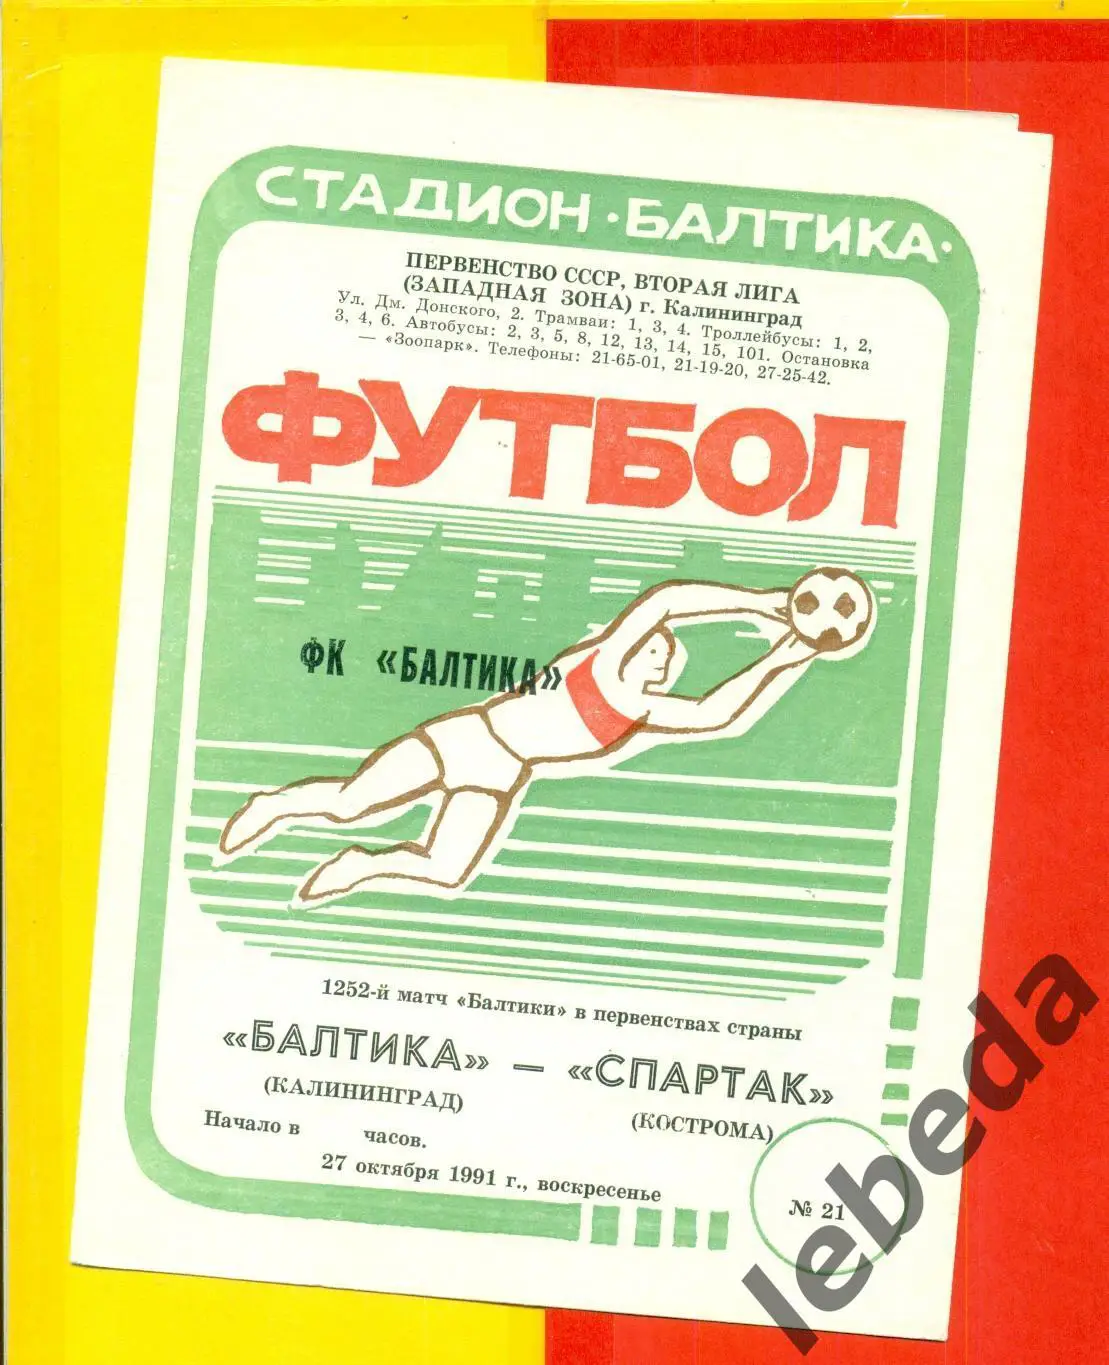 СТАДИОН · БАЛТИКА ·
ПЕРВЕНСТВО СССР, ВТОРАЯ ЛИГА
(ЗАПАДНАЯ ЗОНА) г. Калининград
Ул. Дм. Донского, 2. Трамваи: 1, 3, 4. Троллейбусы: 1, 2,
3, 4, 6. Автобусы: 2, 3, 5, 8, 12, 13, 14, 15, 101. Остановка
— «Зоопарк». Телефоны: 21-65-01, 21-19-20, 27-25-42.
ФУТБОЛ
ФК «БАЛТИКА»
1252-й матч «Балтики» в первенствах страны
«БАЛТИКА» — «СПАРТАК»
(КАЛИНИНГРАД) (КОСТРОМА)
Начало в часов.
27 октября 1991 г., воскресенье
№ 21
lebeda